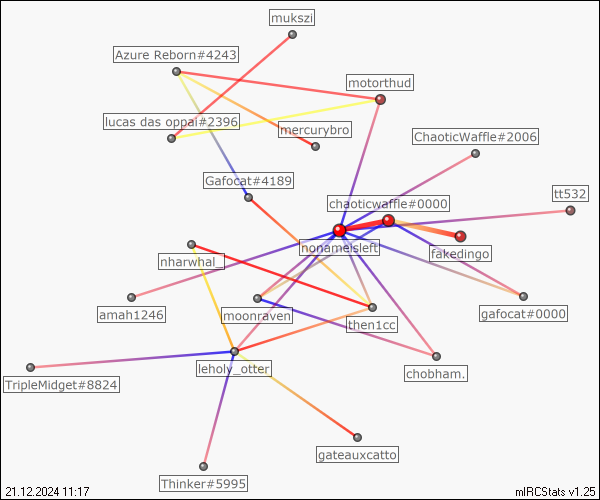 mukszi
Azure Reborn#4243
motorthud
lucas das oppai#2396
mercurybro
ChaoticWaffle#2006
Gafocat#4189
tt532
chaoticwaffle#0000
nonameisleft
fakedingo
nharwhal_
amah1246
moonraven
then1cc
gafocat#0000
leholy_otter
chobham.
TripleMidget#8824
gateauxcatto
Thinker#5995
21.12.2024 11:17
mIRCStats v1.25